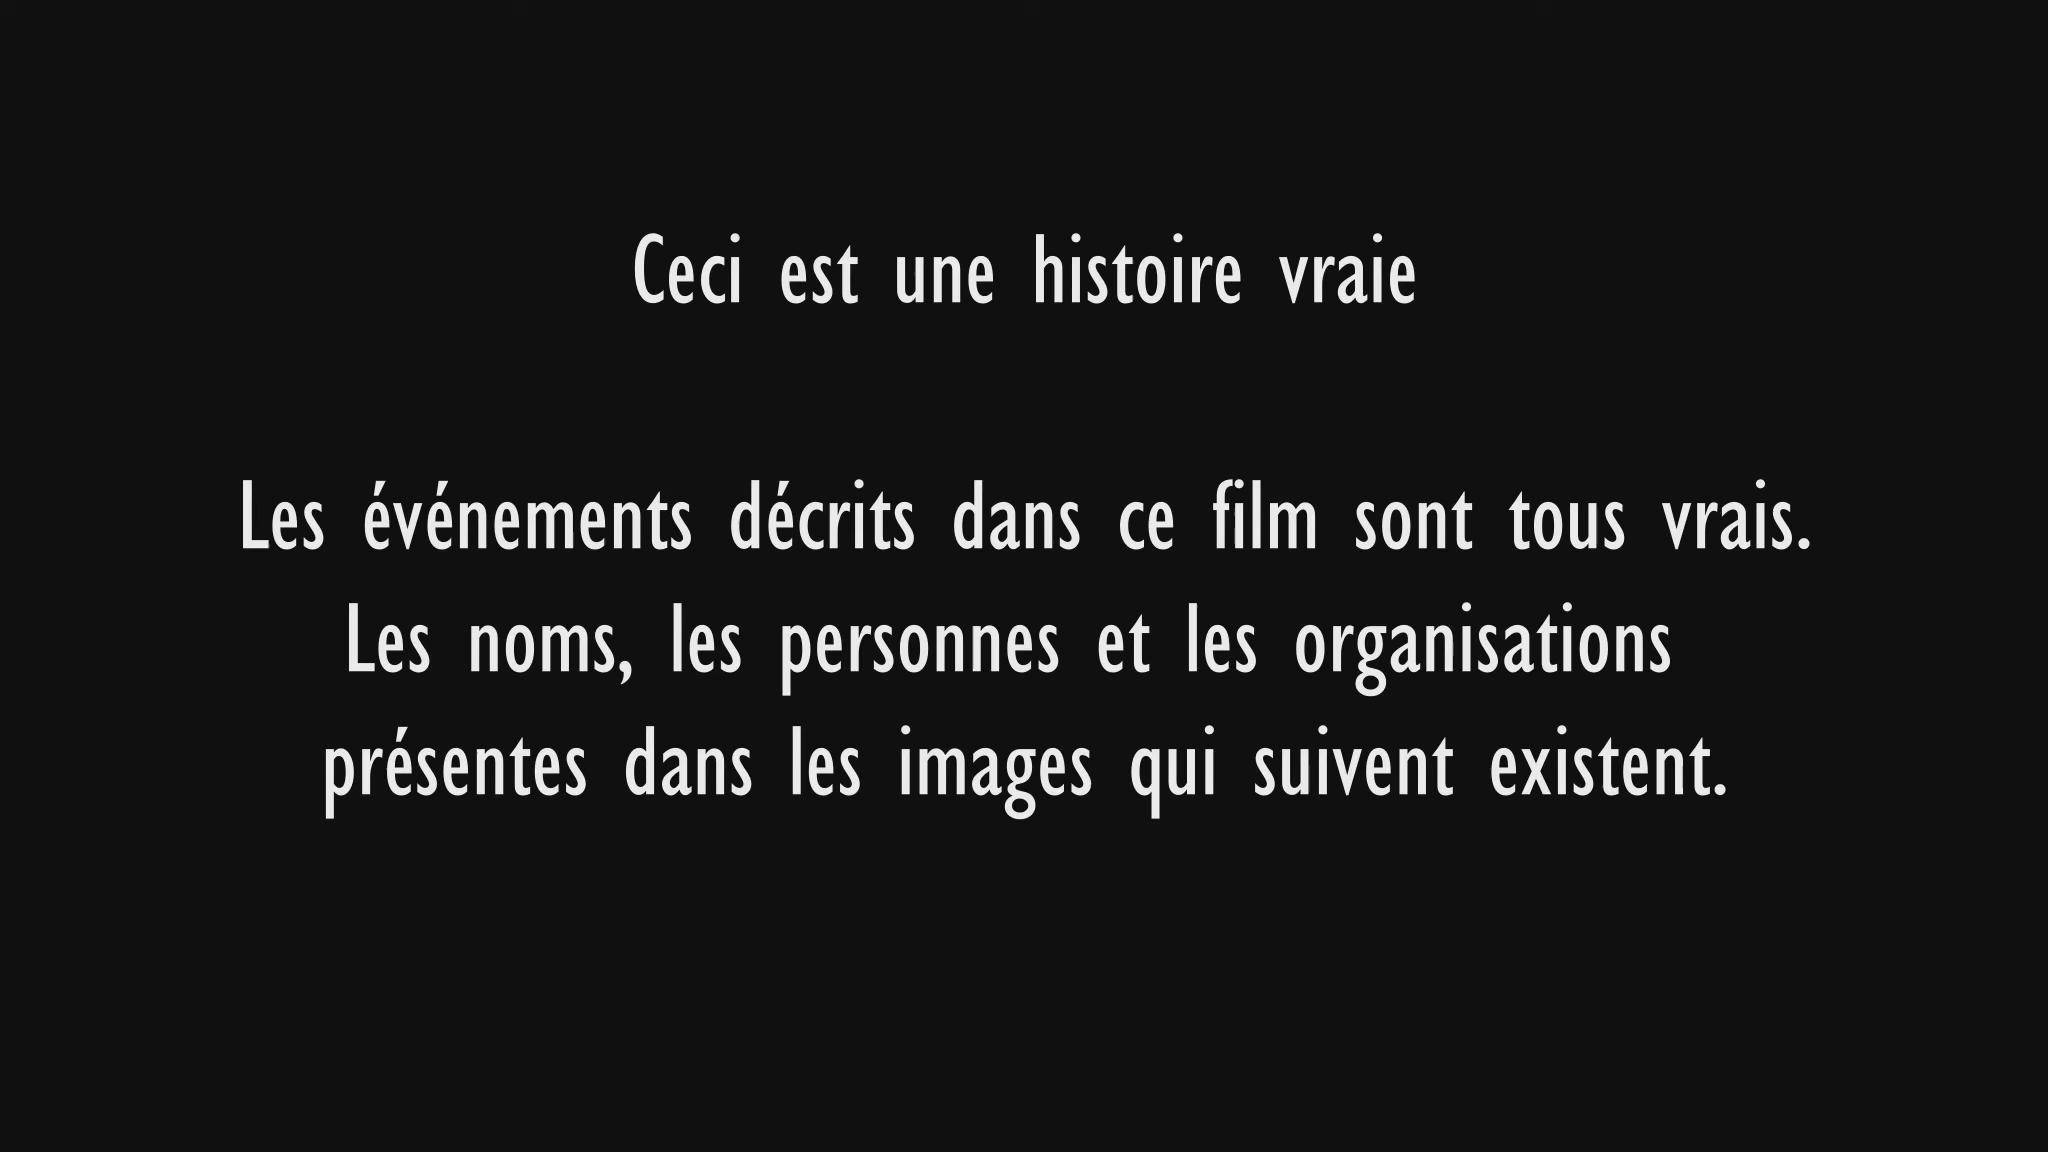 Ceci est une histoire vraie
Les événements décrits dans ce film sont tous vrais.
Les noms, les personnes et les organisations
présentes dans les images qui suivent existent.